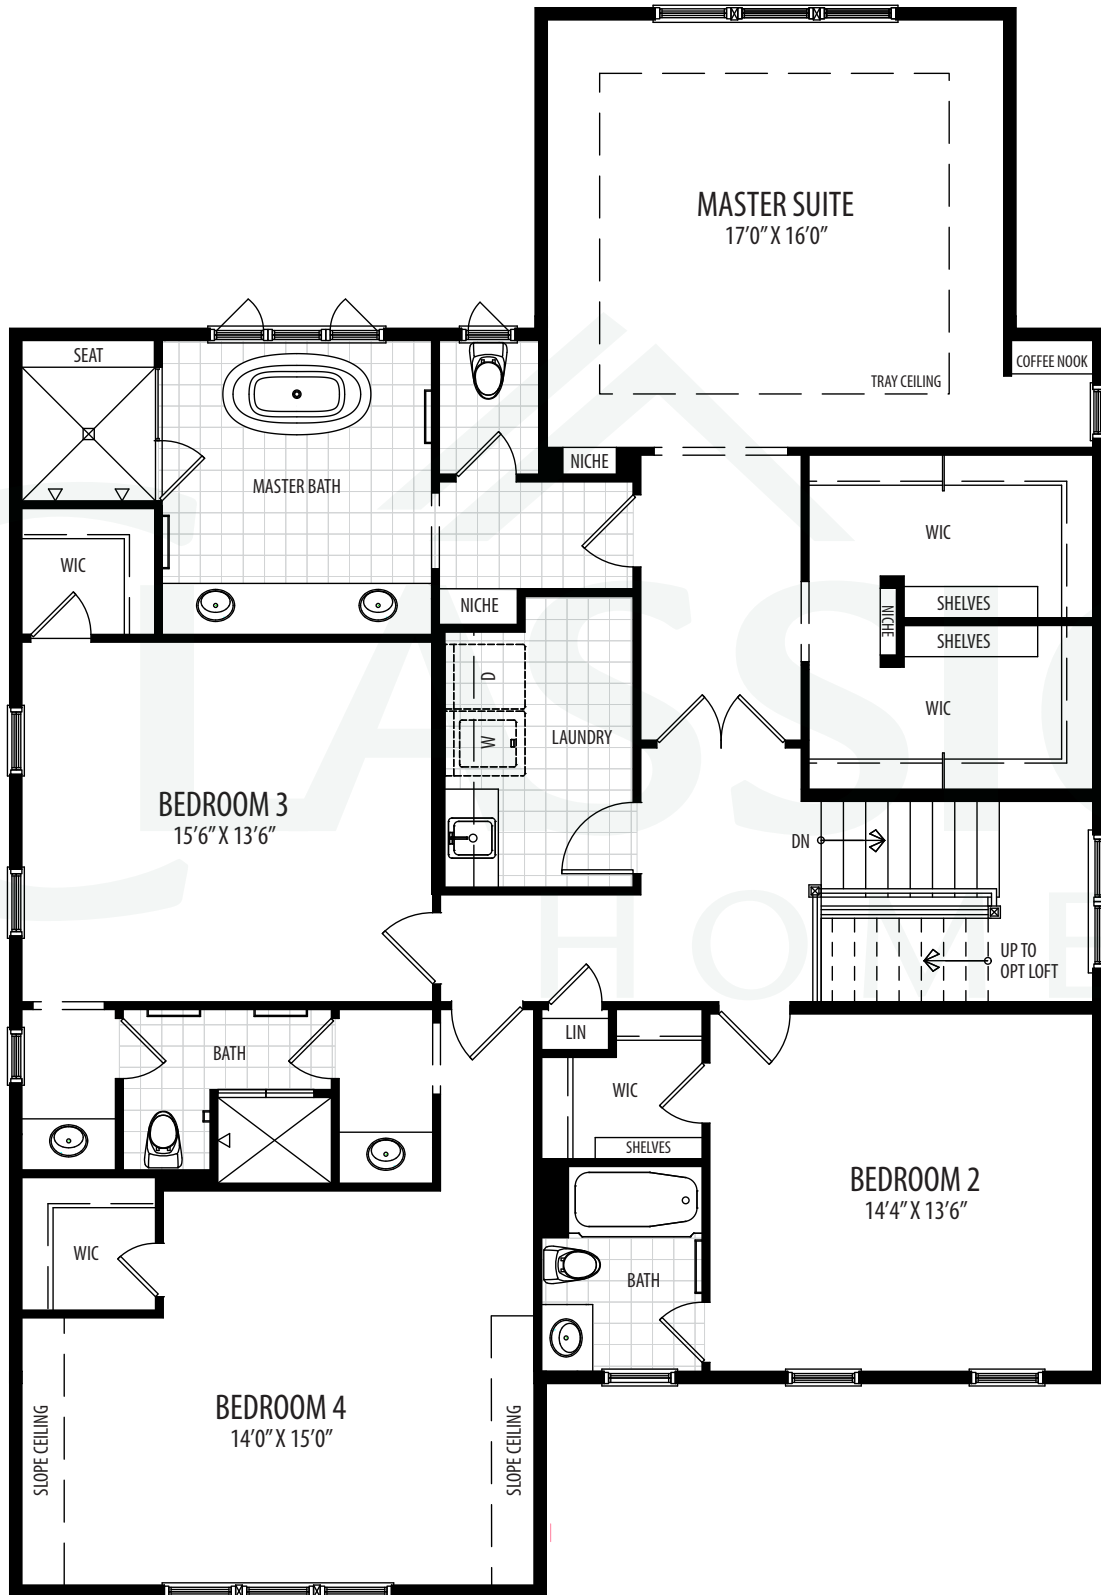 MASTER SUITE
17'0" X 16'0"
TRAY CEILING
COFFEE NOOK
SEAT
MASTER BATH
NICHE
WIC
WIC
NICHE
SHELVES
NICHE
SHELVES
WIC
D
W
LAUNDRY
BEDROOM 3
15'6" X 13'6"
DN
UP TO
OPT LOFT
LIN
BATH
WIC
SHELVES
BEDROOM 2
14'4" X 13'6"
WIC
BATH
BEDROOM 4
14'0" X 15'0"
SLOPE CEILING
SLOPE CEILING
CLASSIC
HOME